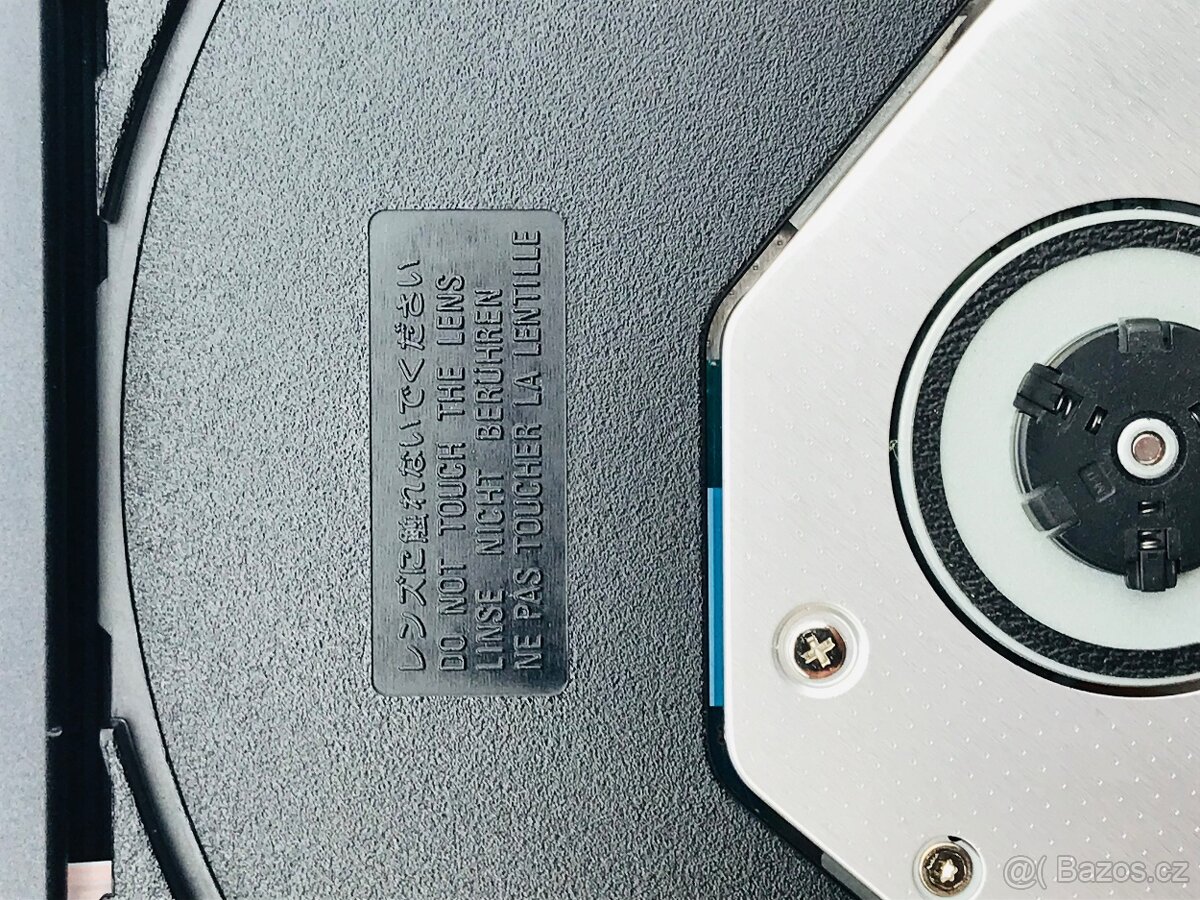 レンズに触れないでください
DO NOT TOUCH THE LENS
LINSE NICHT BERÜHREN
NE PAS TOUCHER LA LENTILLE
@( Bazos.cz